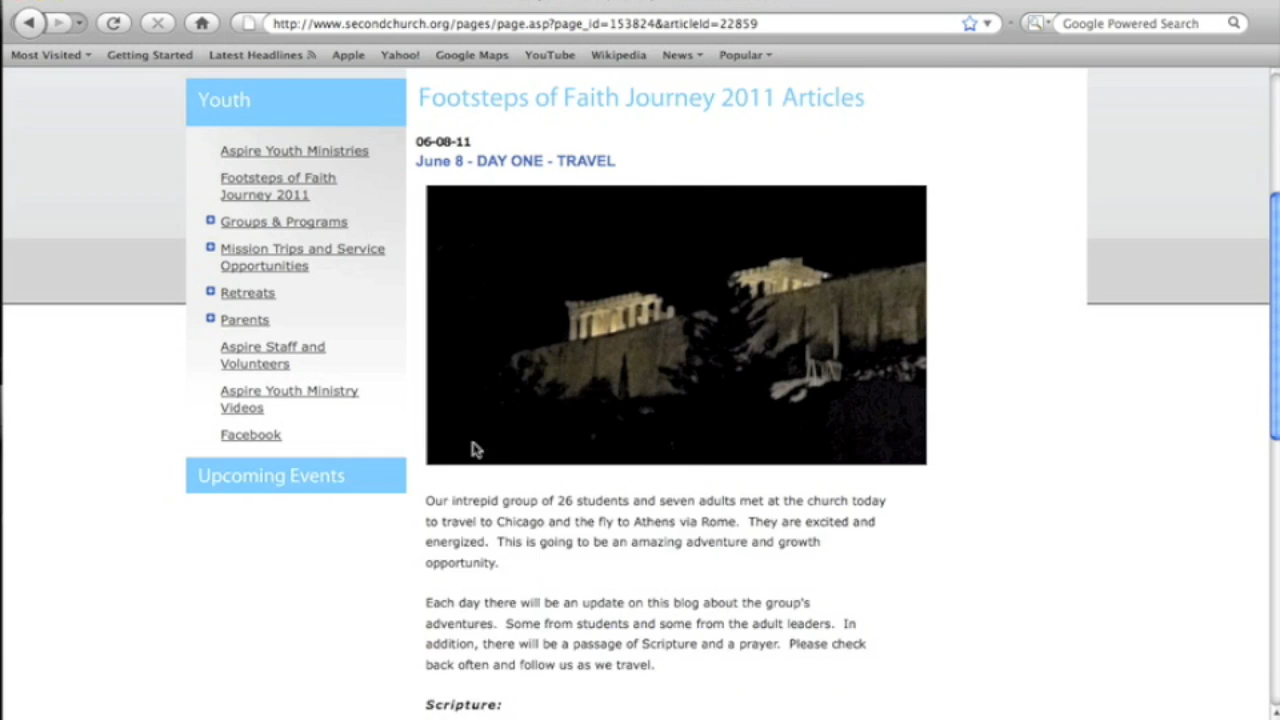 http://www.secondchurch.org/pages/page.asp?page_id=153824&articleId=22859
Google Powered Search
Most Visited
Getting Started
Latest Headlines
Apple
Yahoo!
Google Maps
YouTube
Wikipedia
News
Popular
Youth
Aspire Youth Ministries
Footsteps of Faith
Journey 2011
Groups & Programs
Mission Trips and Service
Opportunities
Retreats
Parents
Aspire Staff and
Volunteers
Aspire Youth Ministry
Videos
Facebook
Upcoming Events
Footsteps of Faith Journey 2011 Articles
06-08-11
June 8 - DAY ONE - TRAVEL
Our intrepid group of 26 students and seven adults met at the church today
to travel to Chicago and the fly to Athens via Rome. They are excited and
energized. This is going to be an amazing adventure and growth
opportunity.
Each day there will be an update on this blog about the group's
adventures. Some from students and some from the adult leaders. In
addition, there will be a passage of Scripture and a prayer. Please check
back often and follow us as we travel.
Scripture: